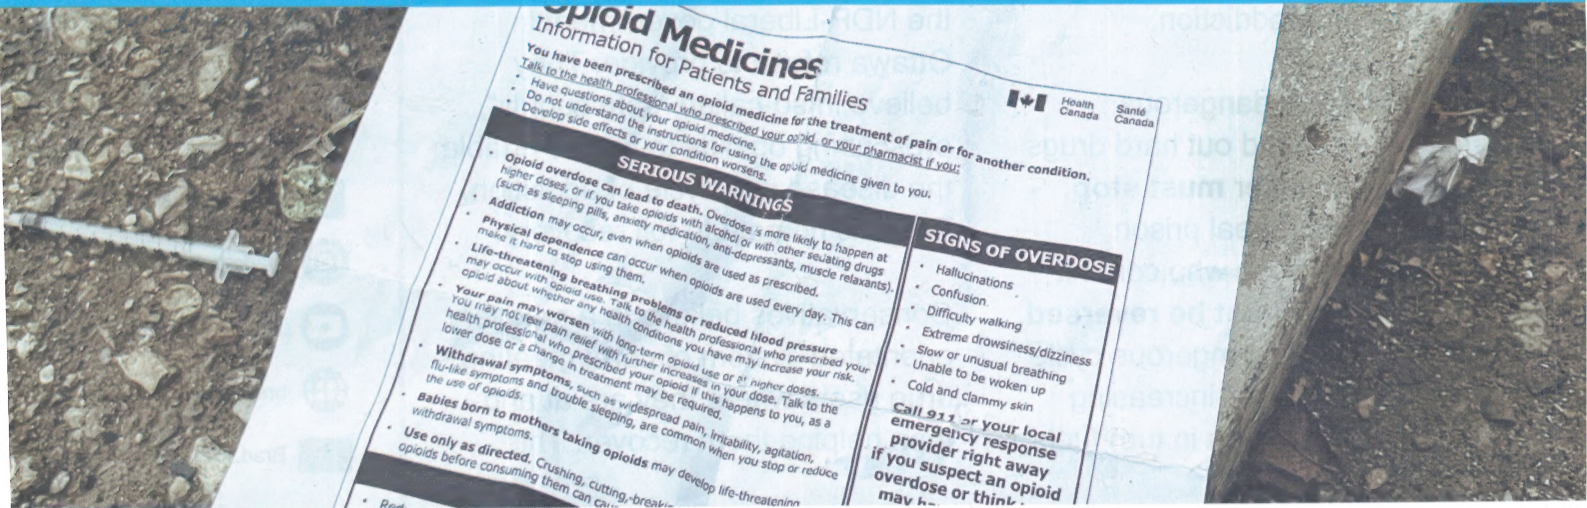 Opioid Medicines
Information for Patients and Families
Health
Canada
Santé
Canada
You have been prescribed an opioid medicine for the treatment of pain or for another condition.
Talk to the health professional who prescribed your opioid, or your pharmacist if you:
• Have questions about your opioid medicine.
• Do not understand the instructions for using the opioid medicine given to you.
• Develop side effects or your condition worsens.
SERIOUS WARNINGS
• Opioid overdose can lead to death. Overdose is more likely to happen at
higher doses, or if you take opioids with alcohol or with other sedating drugs
(such as sleeping pills, anxiety medication, anti-depressants, muscle relaxants).
• Addiction may occur, even when opioids are used as prescribed.
• Physical dependence can occur when opioids are used every day. This can
make it hard to stop using them.
• Life-threatening breathing problems or reduced blood pressure
may occur with opioid use. Talk to the health professional who prescribed your
opioid about whether any health conditions you have may increase your risk.
• Your pain may worsen with long-term opioid use or at higher doses.
You may not feel pain relief with further increases in your dose. Talk to the
health professional who prescribed your opioid if this happens to you, as a
lower dose or a change in treatment may be required.
• Withdrawal symptoms, such as widespread pain, irritability, agitation,
flu-like symptoms and trouble sleeping, are common when you stop or reduce
the use of opioids.
• Babies born to mothers taking opioids may develop life-threatening
withdrawal symptoms.
• Use only as directed. Crushing, cutting, breaking
opioids before consuming them can
SIGNS OF OVERDOSE
• Hallucinations
• Confusion
• Difficulty walking
• Extreme drowsiness/dizziness
• Slow or unusual breathing
• Unable to be woken up
• Cold and clammy skin
Call 911 or your local
emergency response
provider right away
if you suspect an opioid
overdose or think
may